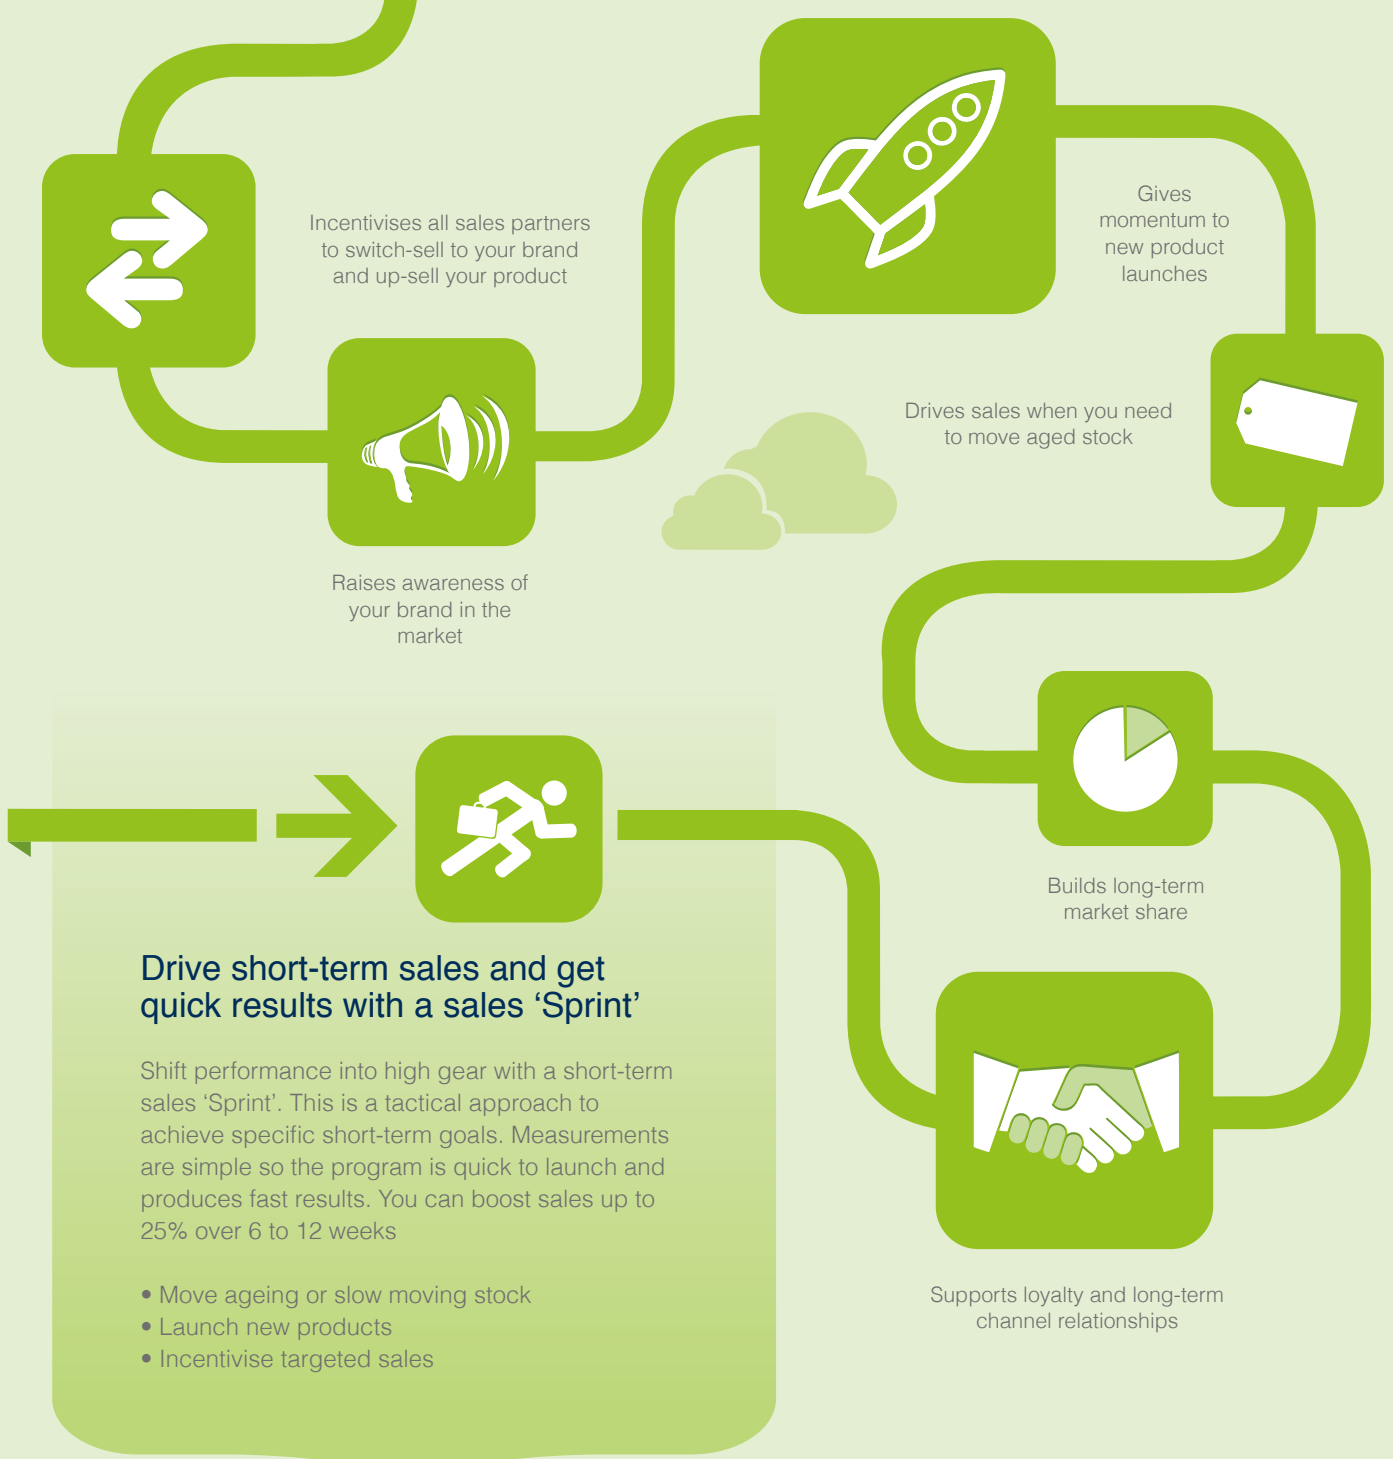 Incentivises all sales partners
to switch-sell to your brand
and up-sell your product
Gives
momentum to
new product
launches
Drives sales when you need
to move aged stock
Raises awareness of
your brand in the
market
Builds long-term
market share
Drive short-term sales and get
quick results with a sales ‘Sprint’
Shift performance into high gear with a short-term
sales ‘Sprint’. This is a tactical approach to
achieve specific short-term goals. Measurements
are simple so the program is quick to launch and
produces fast results. You can boost sales up to
25% over 6 to 12 weeks
• Move ageing or slow moving stock
• Launch new products
• Incentivise targeted sales
Supports loyalty and long-term
channel relationships